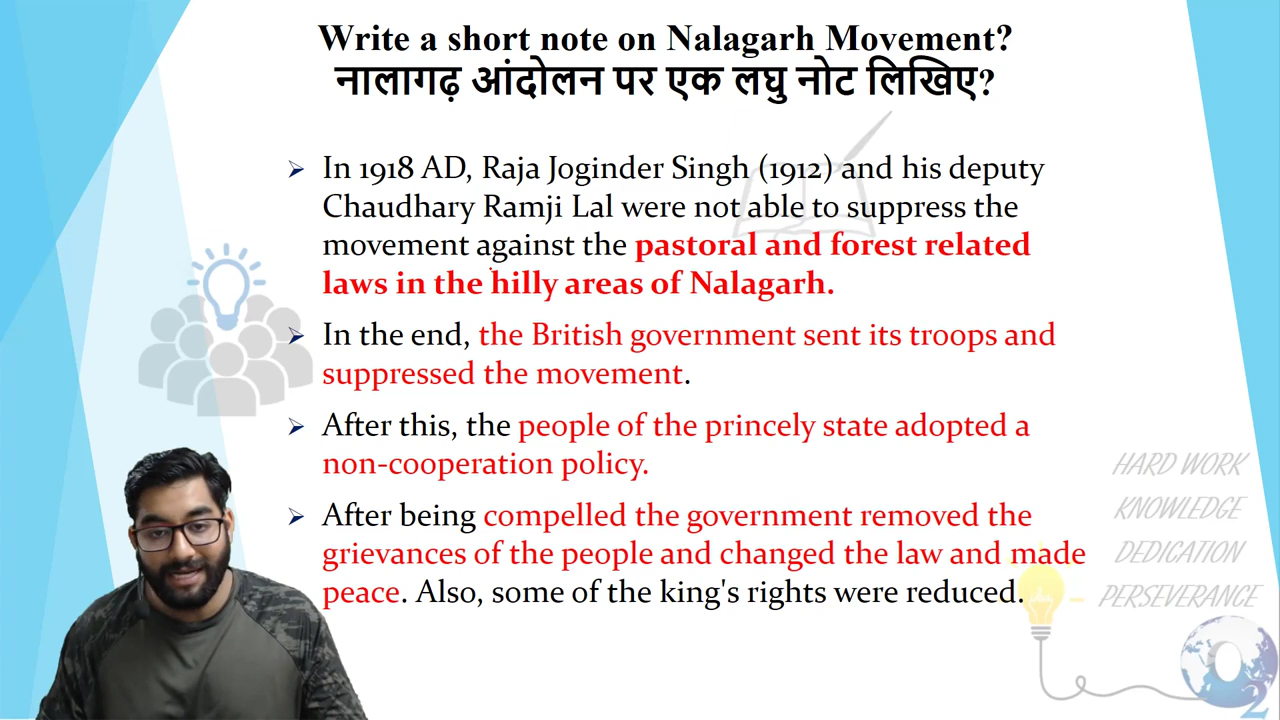 Write a short note on Nalagarh Movement?
नालागढ़ आंदोलन पर एक लघु नोट लिखिए?
In 1918 AD, Raja Joginder Singh (1912) and his deputy
Chaudhary Ramji Lal were not able to suppress the
movement against the pastoral and forest related
laws in the hilly areas of Nalagarh.
In the end, the British government sent its troops and
suppressed the movement.
After this, the people of the princely state adopted a
non-cooperation policy.
After being compelled the government removed the
grievances of the people and changed the law and made
peace. Also, some of the king's rights were reduced.
HARD WORK
KNOWLEDGE
DEDICATION
PERSEVERANCE
O2